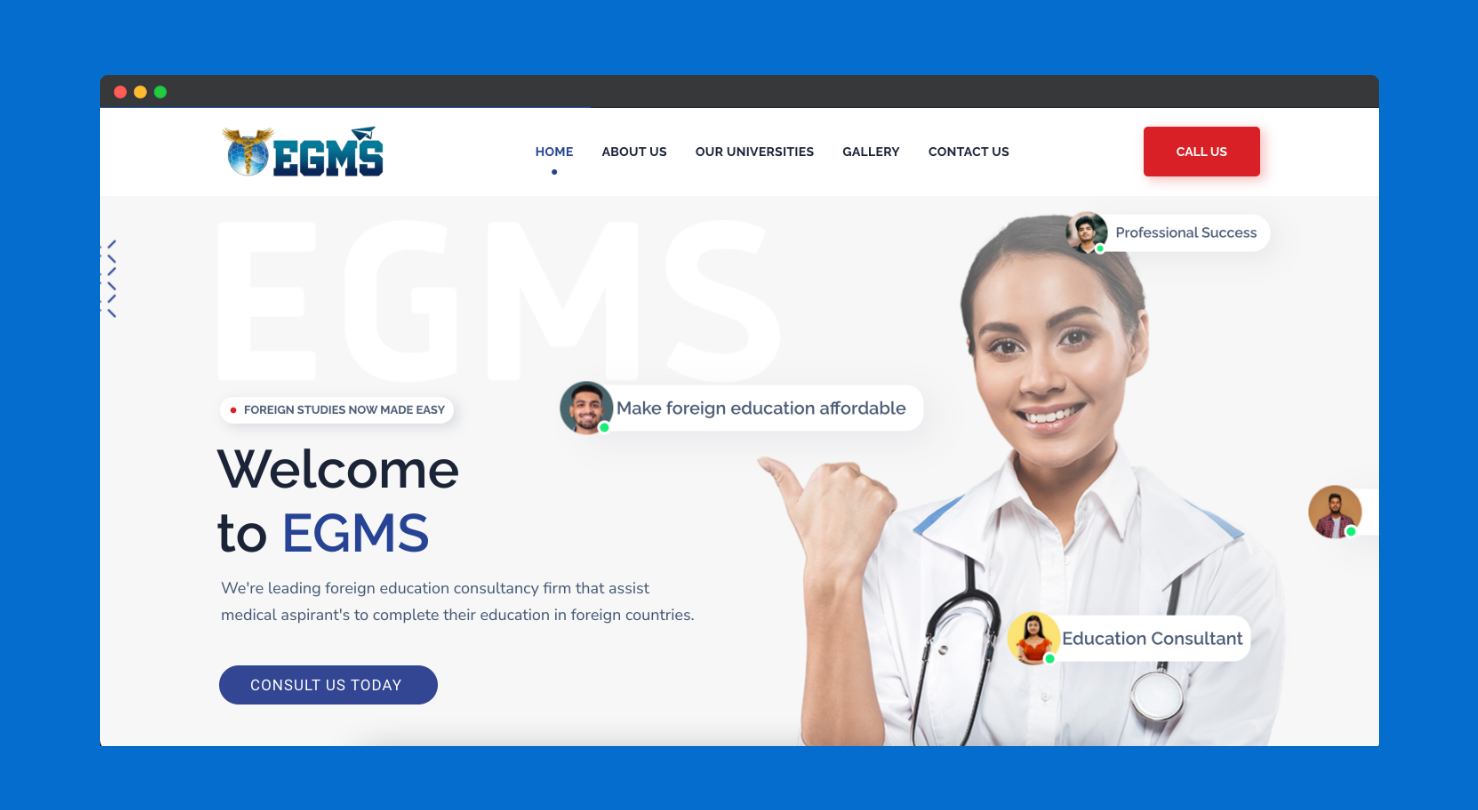 EGMS
HOME
ABOUT US
OUR UNIVERSITIES
GALLERY
CONTACT US
CALL US
EGMS
Professional Success
Make foreign education affordable
FOREIGN STUDIES NOW MADE EASY
Welcome
to EGMS
We're leading foreign education consultancy firm that assist
medical aspirant's to complete their education in foreign countries.
Education Consultant
CONSULT US TODAY